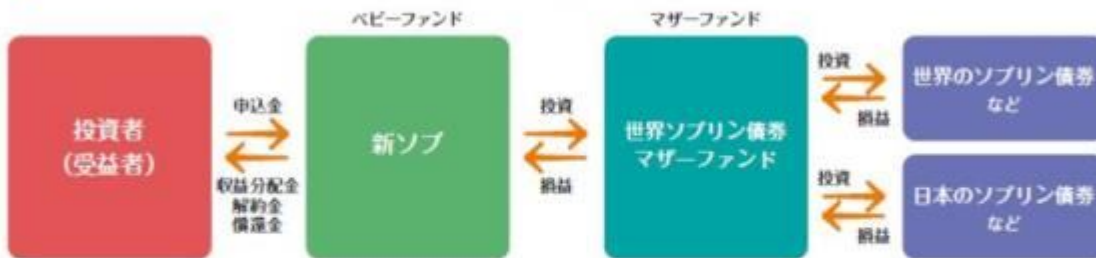 ベビーファンド
マザーファンド
投資者
(受益者)
申込金
収益分配金
解約金
償還金
新ソブ
投資
損益
世界ソブリン債券
マザーファンド
投資
損益
世界のソブリン債券
など
投資
損益
日本のソブリン債券
など